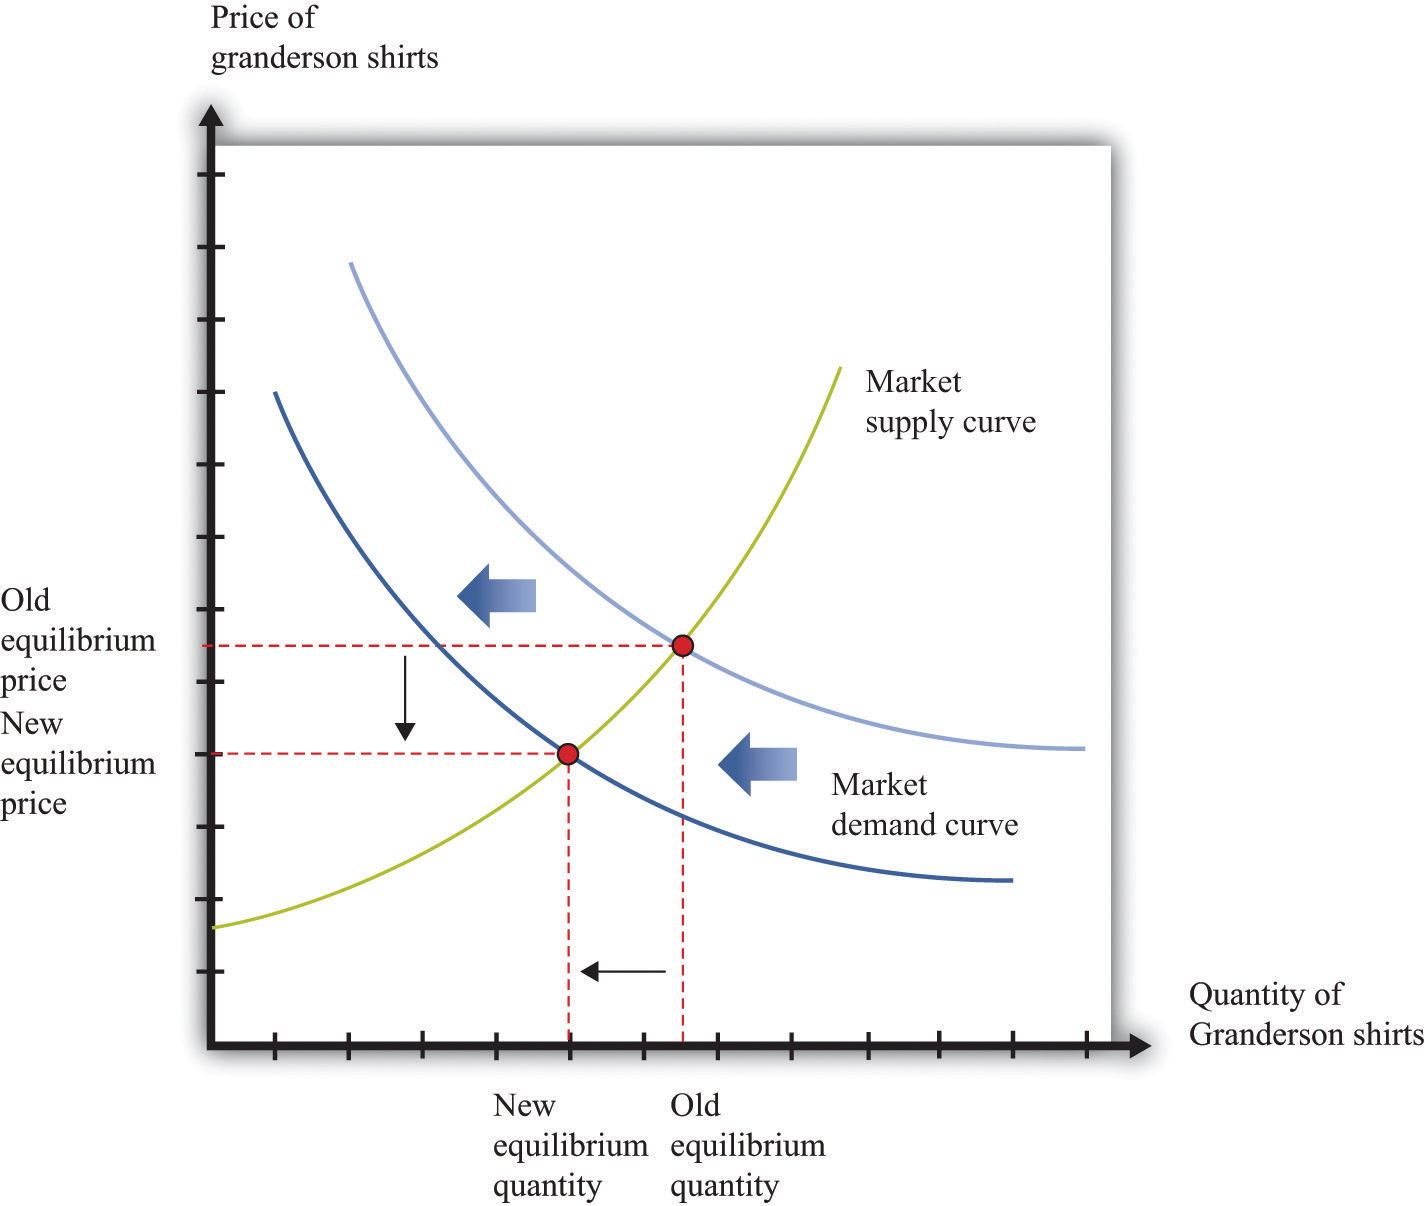 Price of
granderson shirts
Market
supply curve
Old
equilibrium
price
New
equilibrium
price
Market
demand curve
Quantity of
Granderson shirts
New
equilibrium
quantity
Old
equilibrium
quantity